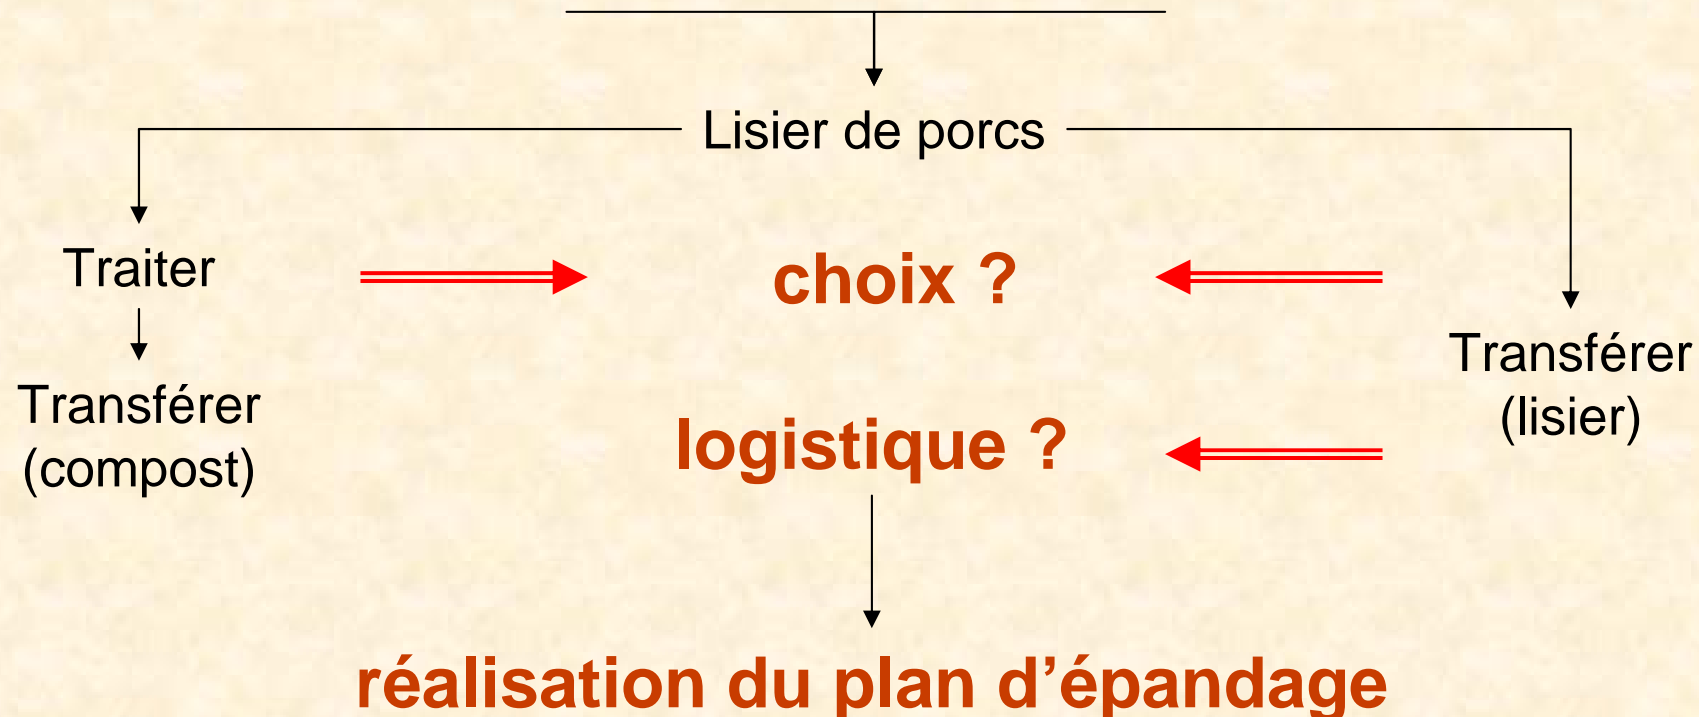 Lisier de porcs
Traiter
choix ?
Transférer
(lisier)
Transférer
(compost)
logistique ?
réalisation du plan d’épandage